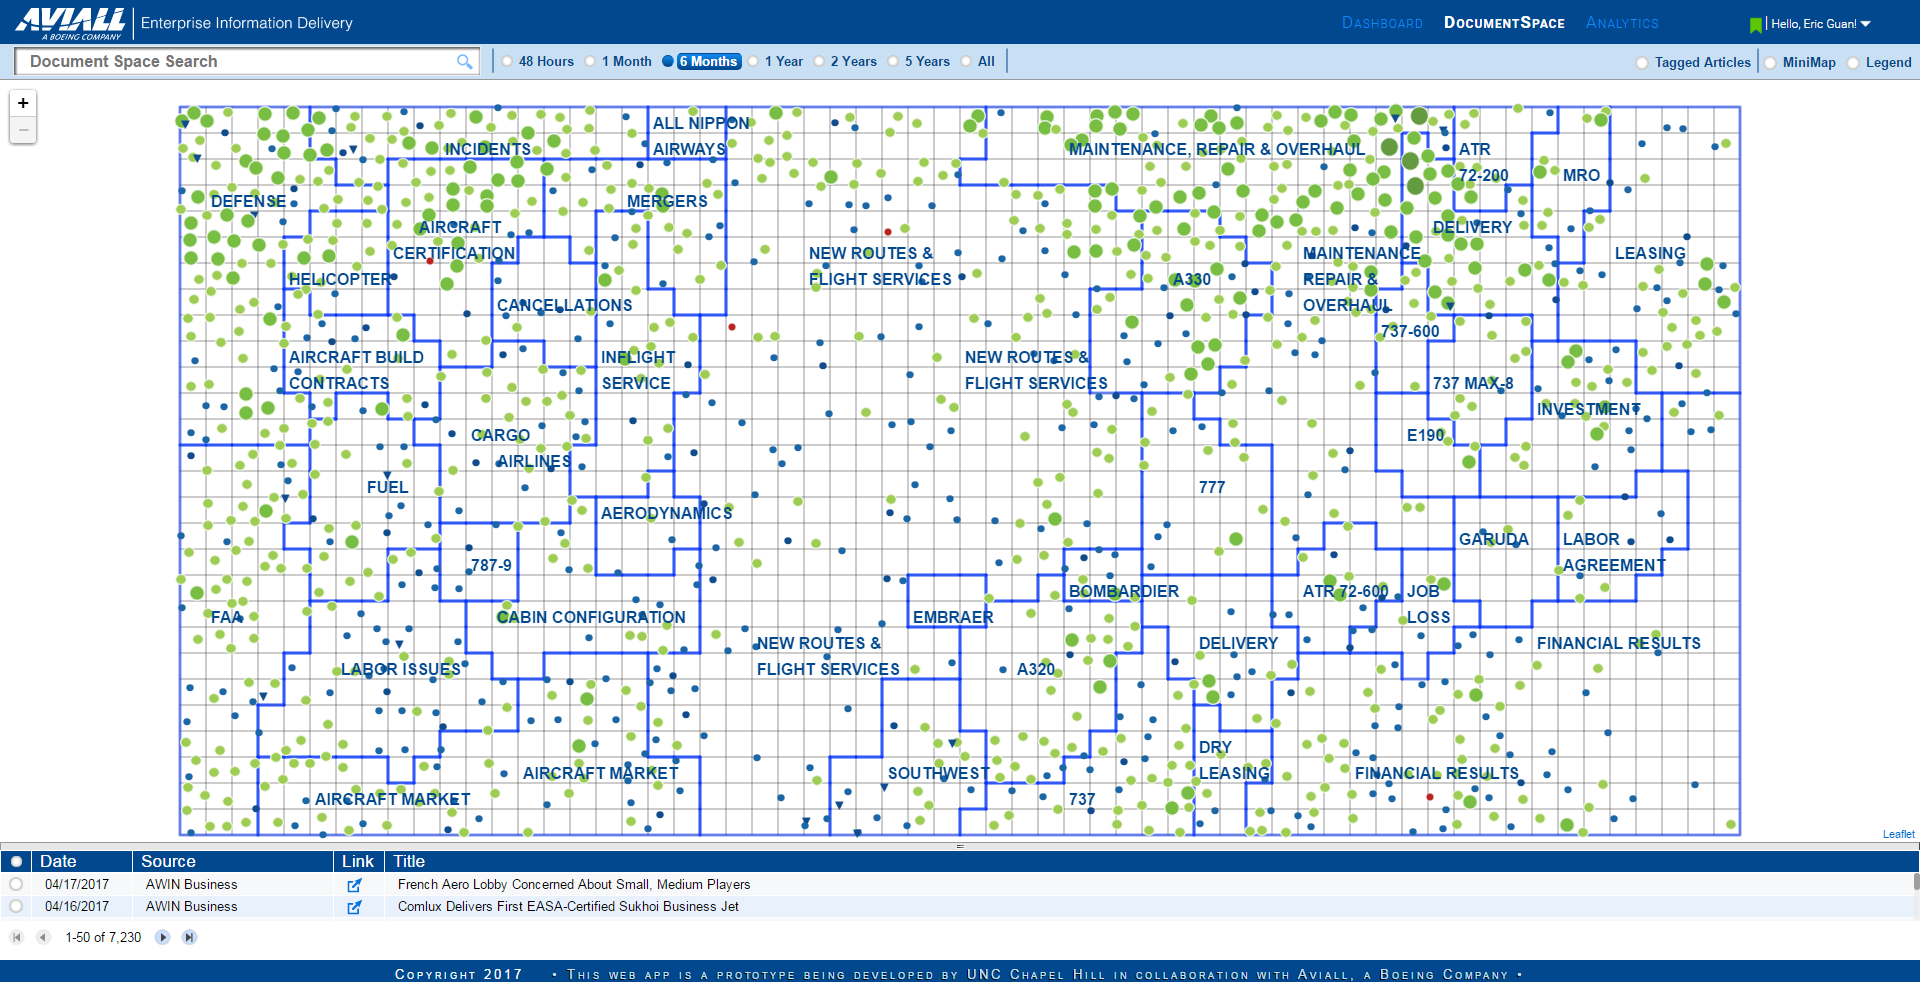 AVIALL
A BOEING COMPANY
Enterprise Information Delivery
DASHBOARD
DOCUMENTSPACE
ANALYTICS
Hello, Eric Guan!
Document Space Search
48 Hours
1 Month
6 Months
1 Year
2 Years
5 Years
All
Tagged Articles
MiniMap
Legend
+
−
ALL NIPPON
AIRWAYS
INCIDENTS
MAINTENANCE, REPAIR & OVERHAUL
ATR
72-200
MRO
DEFENSE
MERGERS
AIRCRAFT
CERTIFICATION
DELIVERY
NEW ROUTES &
FLIGHT SERVICES
MAINTENANCE
REPAIR &
OVERHAUL
LEASING
HELICOPTER
A330
CANCELLATIONS
737-600
AIRCRAFT BUILD
CONTRACTS
INFLIGHT
SERVICE
NEW ROUTES &
FLIGHT SERVICES
737 MAX-8
INVESTMENT
CARGO
AIRLINES
E190
FUEL
777
AERODYNAMICS
GARUDA
LABOR
AGREEMENT
787-9
BOMBARDIER
ATR 72-600
JOB
LOSS
FAA
CABIN CONFIGURATION
EMBRAER
NEW ROUTES &
FLIGHT SERVICES
DELIVERY
FINANCIAL RESULTS
LABOR ISSUES
A320
DRY
LEASING
AIRCRAFT MARKET
SOUTHWEST
FINANCIAL RESULTS
AIRCRAFT MARKET
737
Leaflet
Date Source Link Title
04/17/2017 AWIN Business French Aero Lobby Concerned About Small, Medium Players
04/16/2017 AWIN Business Comlux Delivers First EASA-Certified Sukhoi Business Jet
1-50 of 7,230
COPYRIGHT 2017 • THIS WEB APP IS A PROTOTYPE BEING DEVELOPED BY UNC CHAPEL HILL IN COLLABORATION WITH AVIALL, A BOEING COMPANY •